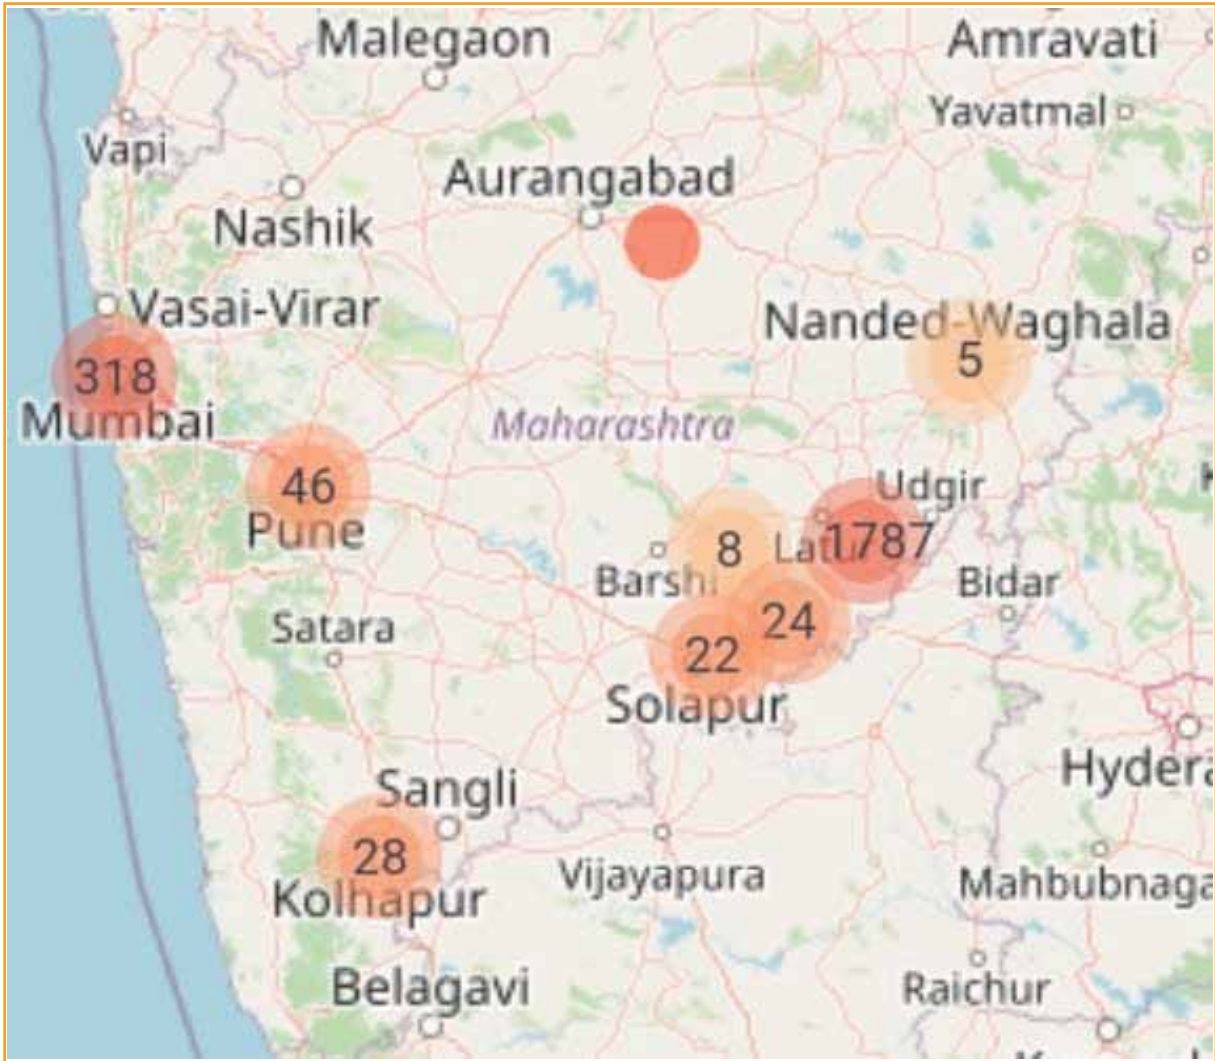 Malegaon
Amravati
Yavatmal
Vapi
Aurangabad
Nashik
Vasai-Virar
Nanded-Waghala
5
318
Mumbai
Maharashtra
46
Pune
Udgir
8
1787
Barshi
Bidar
24
Satara
22
Solapur
Hydera
Sangli
28
Vijayapura
Kolhapur
Mahbubnaga
Belagavi
Raichur